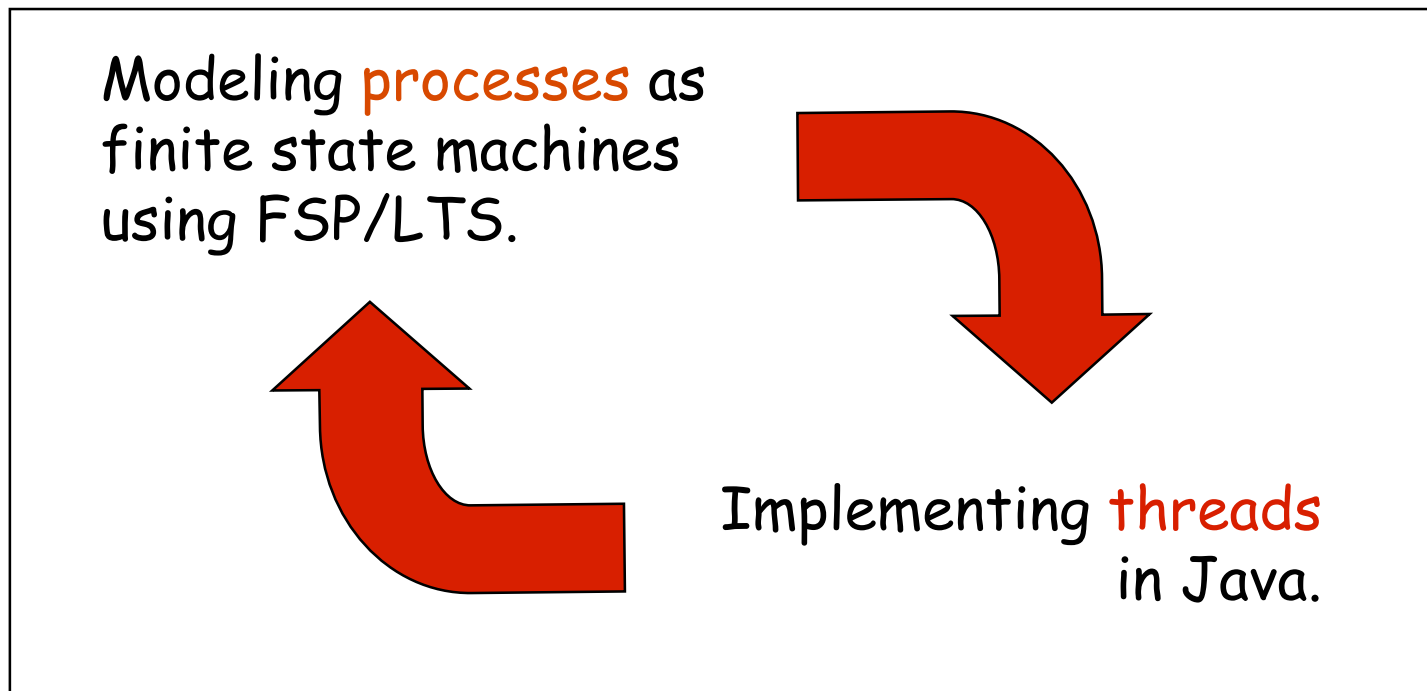 Modeling processes as
finite state machines
using FSP/LTS.
Implementing threads
in Java.